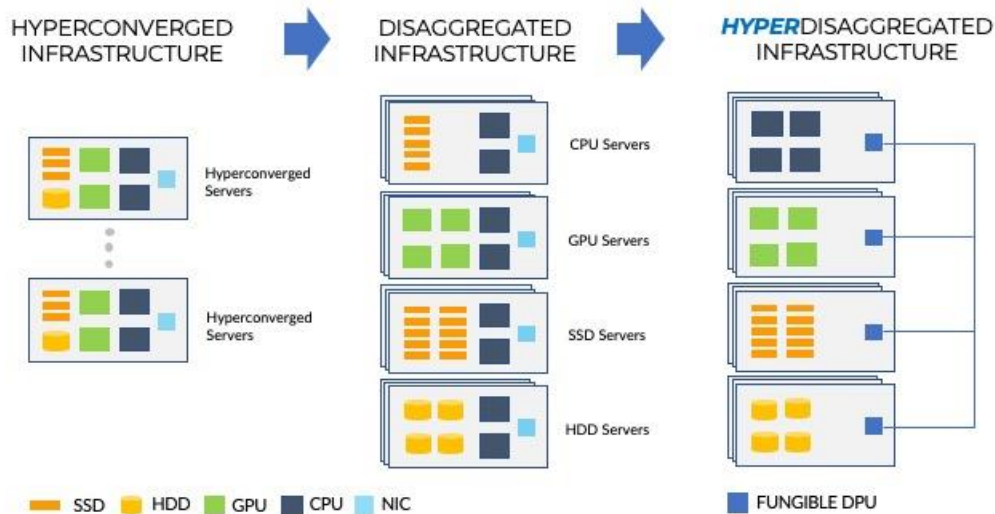 HYPERCONVERGED
INFRASTRUCTURE
DISAGGREGATED
INFRASTRUCTURE
HYPERDISAGGREGATED
INFRASTRUCTURE
Hyperconverged
Servers
Hyperconverged
Servers
CPU Servers
GPU Servers
SSD Servers
HDD Servers
SSD
HDD
GPU
CPU
NIC
FUNGIBLE DPU